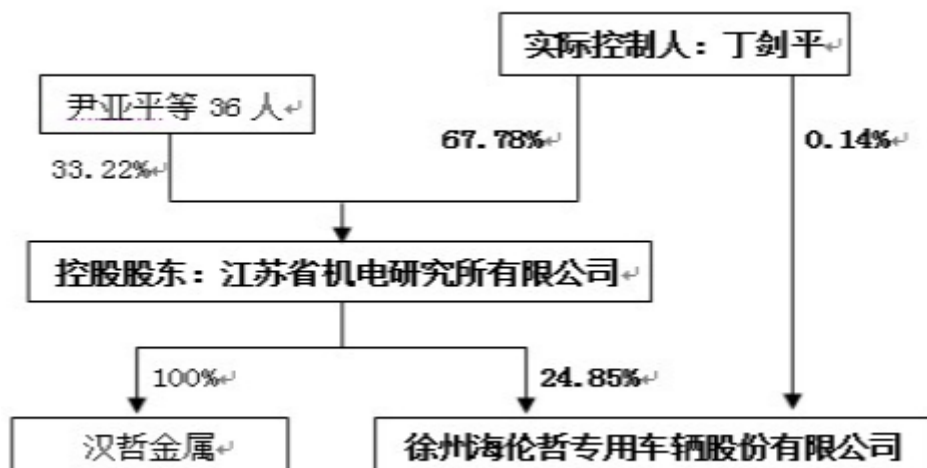 实际控制人：丁剑平
尹亚平等 36 人
67.78%
0.14%
33.22%
控股股东：江苏省机电研究所有限公司
100%
24.85%
汉哲金属
徐州海伦哲专用车辆股份有限公司